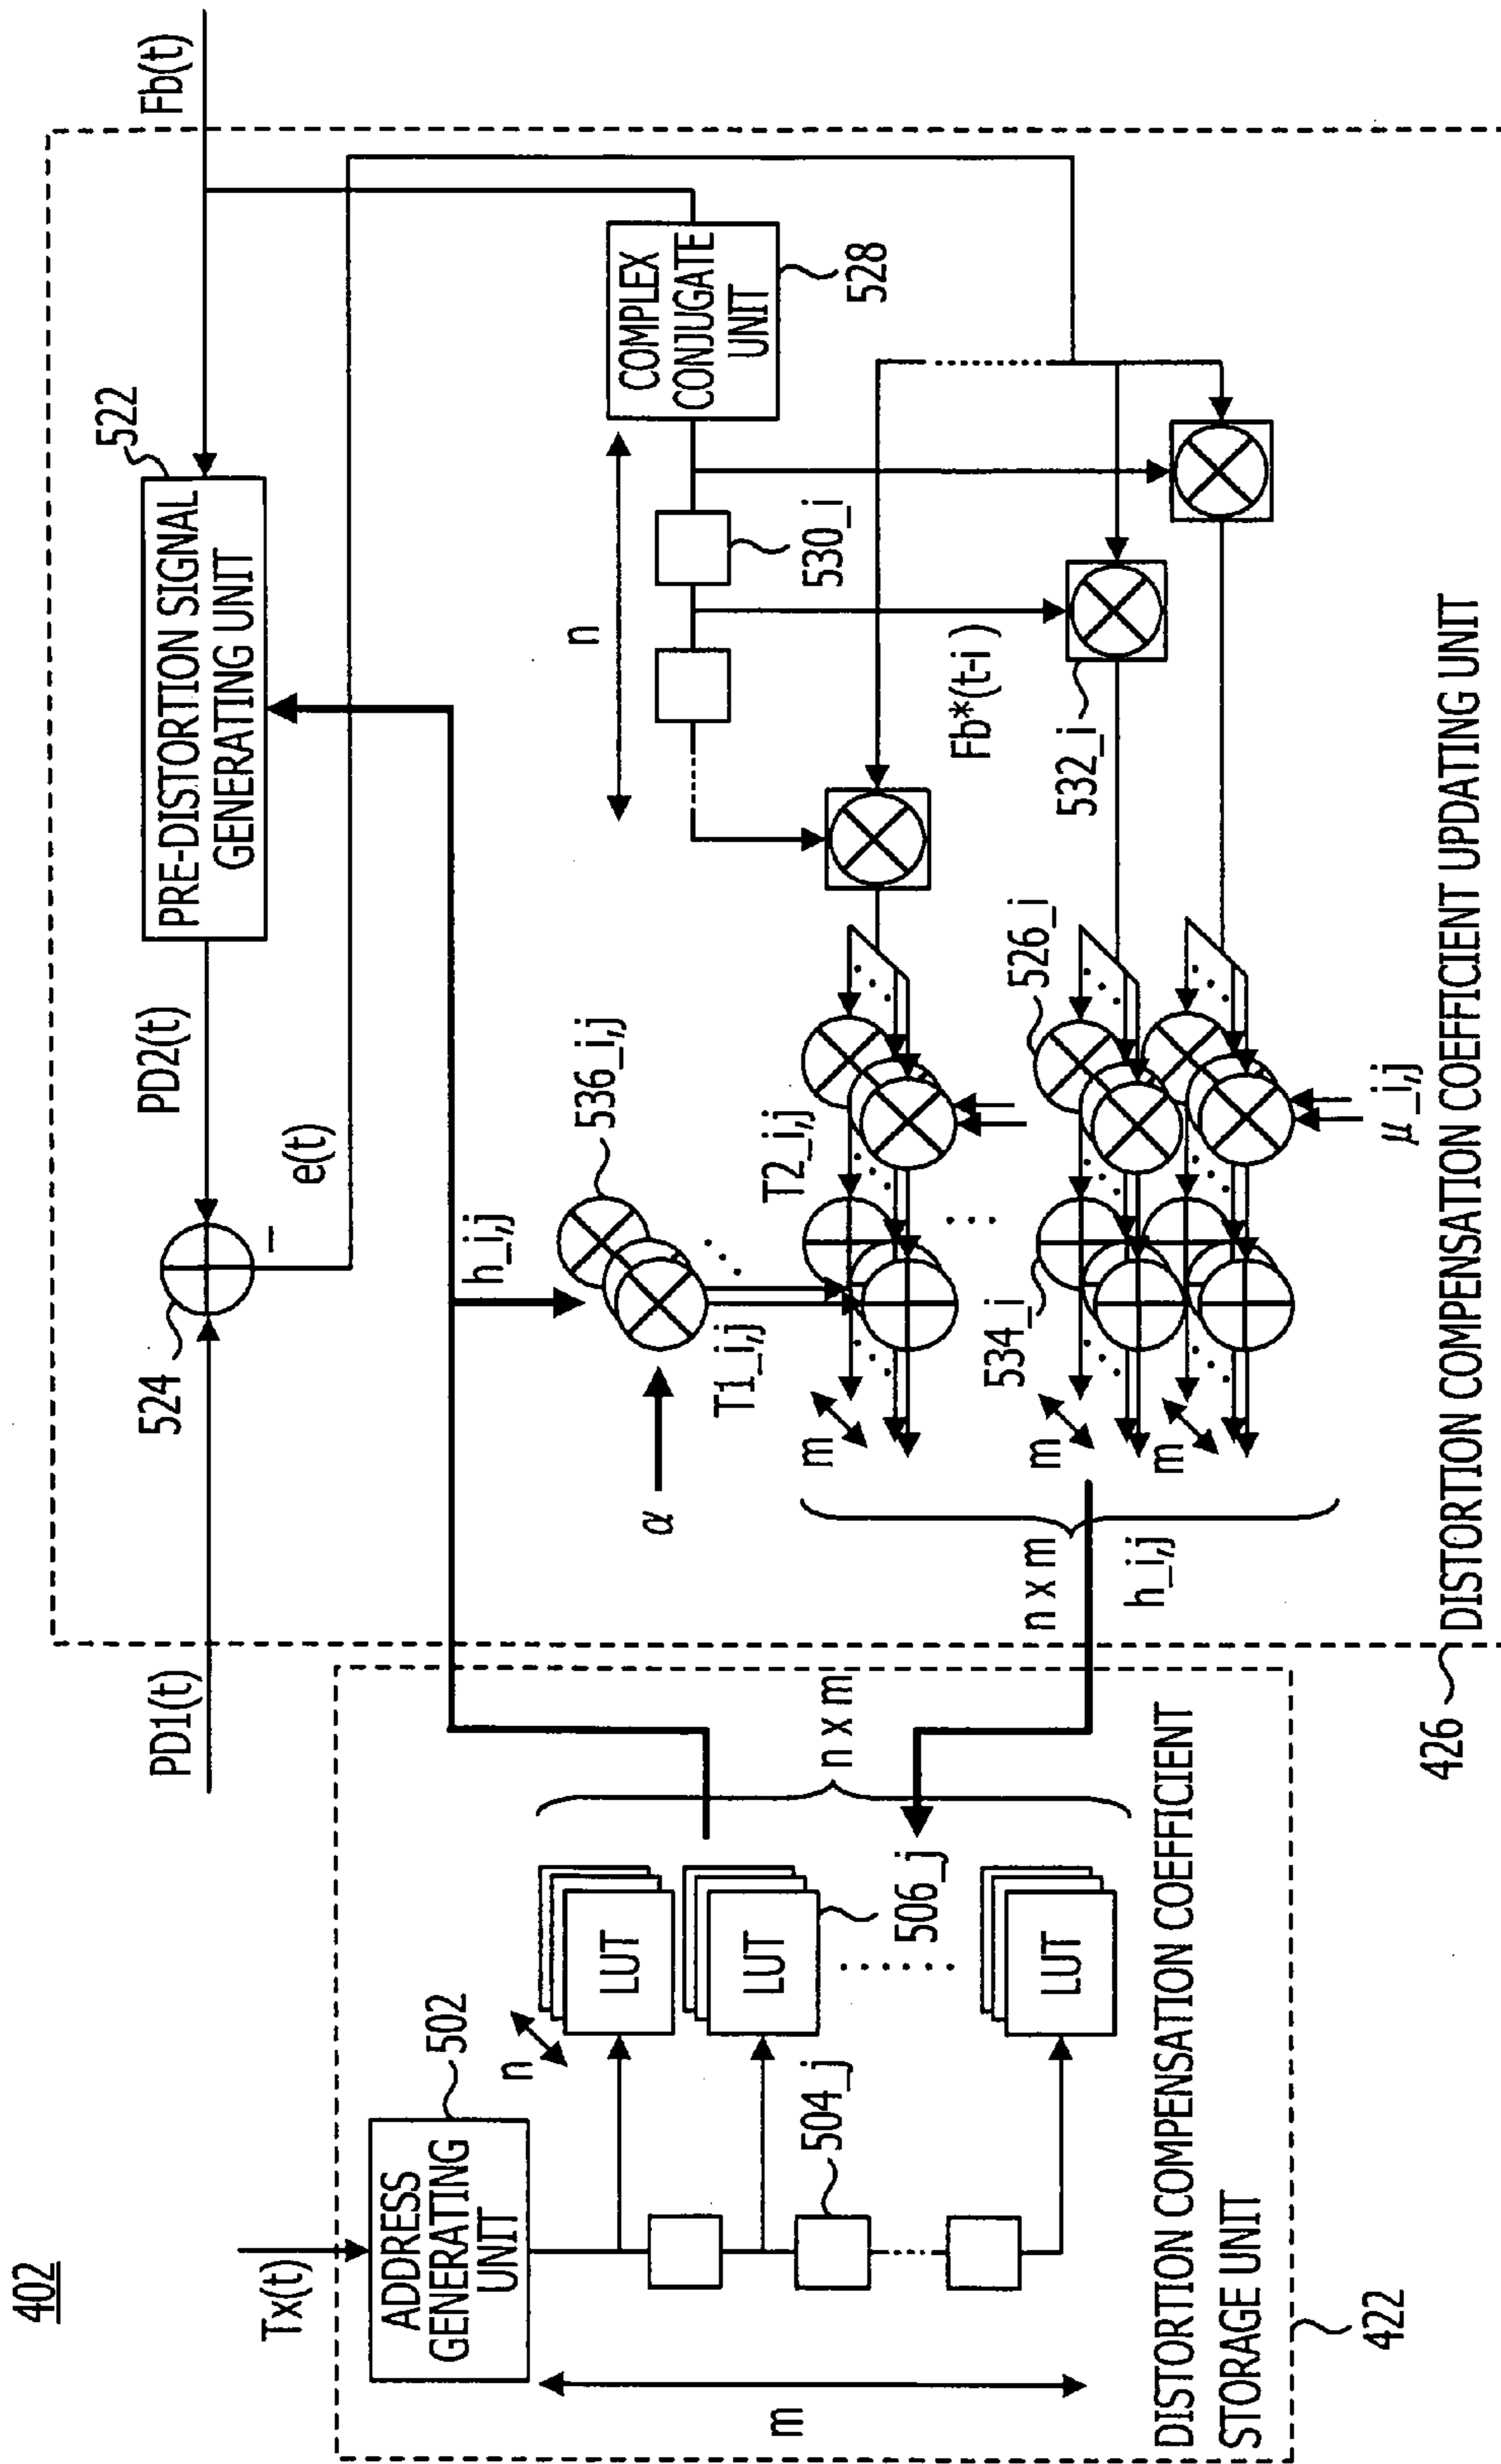 402
Tx(t)
ADDRESS
GENERATING
UNIT
502
m
n
LUT
LUT
LUT
504_j
506_j
n x m
DISTORTION COMPENSATION COEFFICIENT
STORAGE UNIT
422
PD1(t)
524
PD2(t)
e(t)
−
522
PRE-DISTORTION SIGNAL
GENERATING UNIT
Fb(t)
h_i,j
536_i,j
α
T1_i,j
n
530_i
COMPLEX
CONJUGATE
UNIT
528
T2_i,j
Fb*(t-i)
532_i
526_i
534_i
m
m
m
μ_i,j
n x m
h_i,j
426
DISTORTION COMPENSATION COEFFICIENT UPDATING UNIT